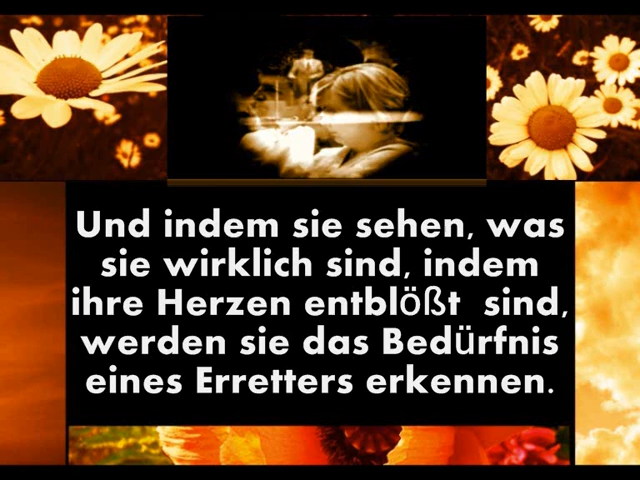 Und indem sie sehen, was
sie wirklich sind, indem
ihre Herzen entblößt sind,
werden sie das Bedürfnis
eines Erretters erkennen.